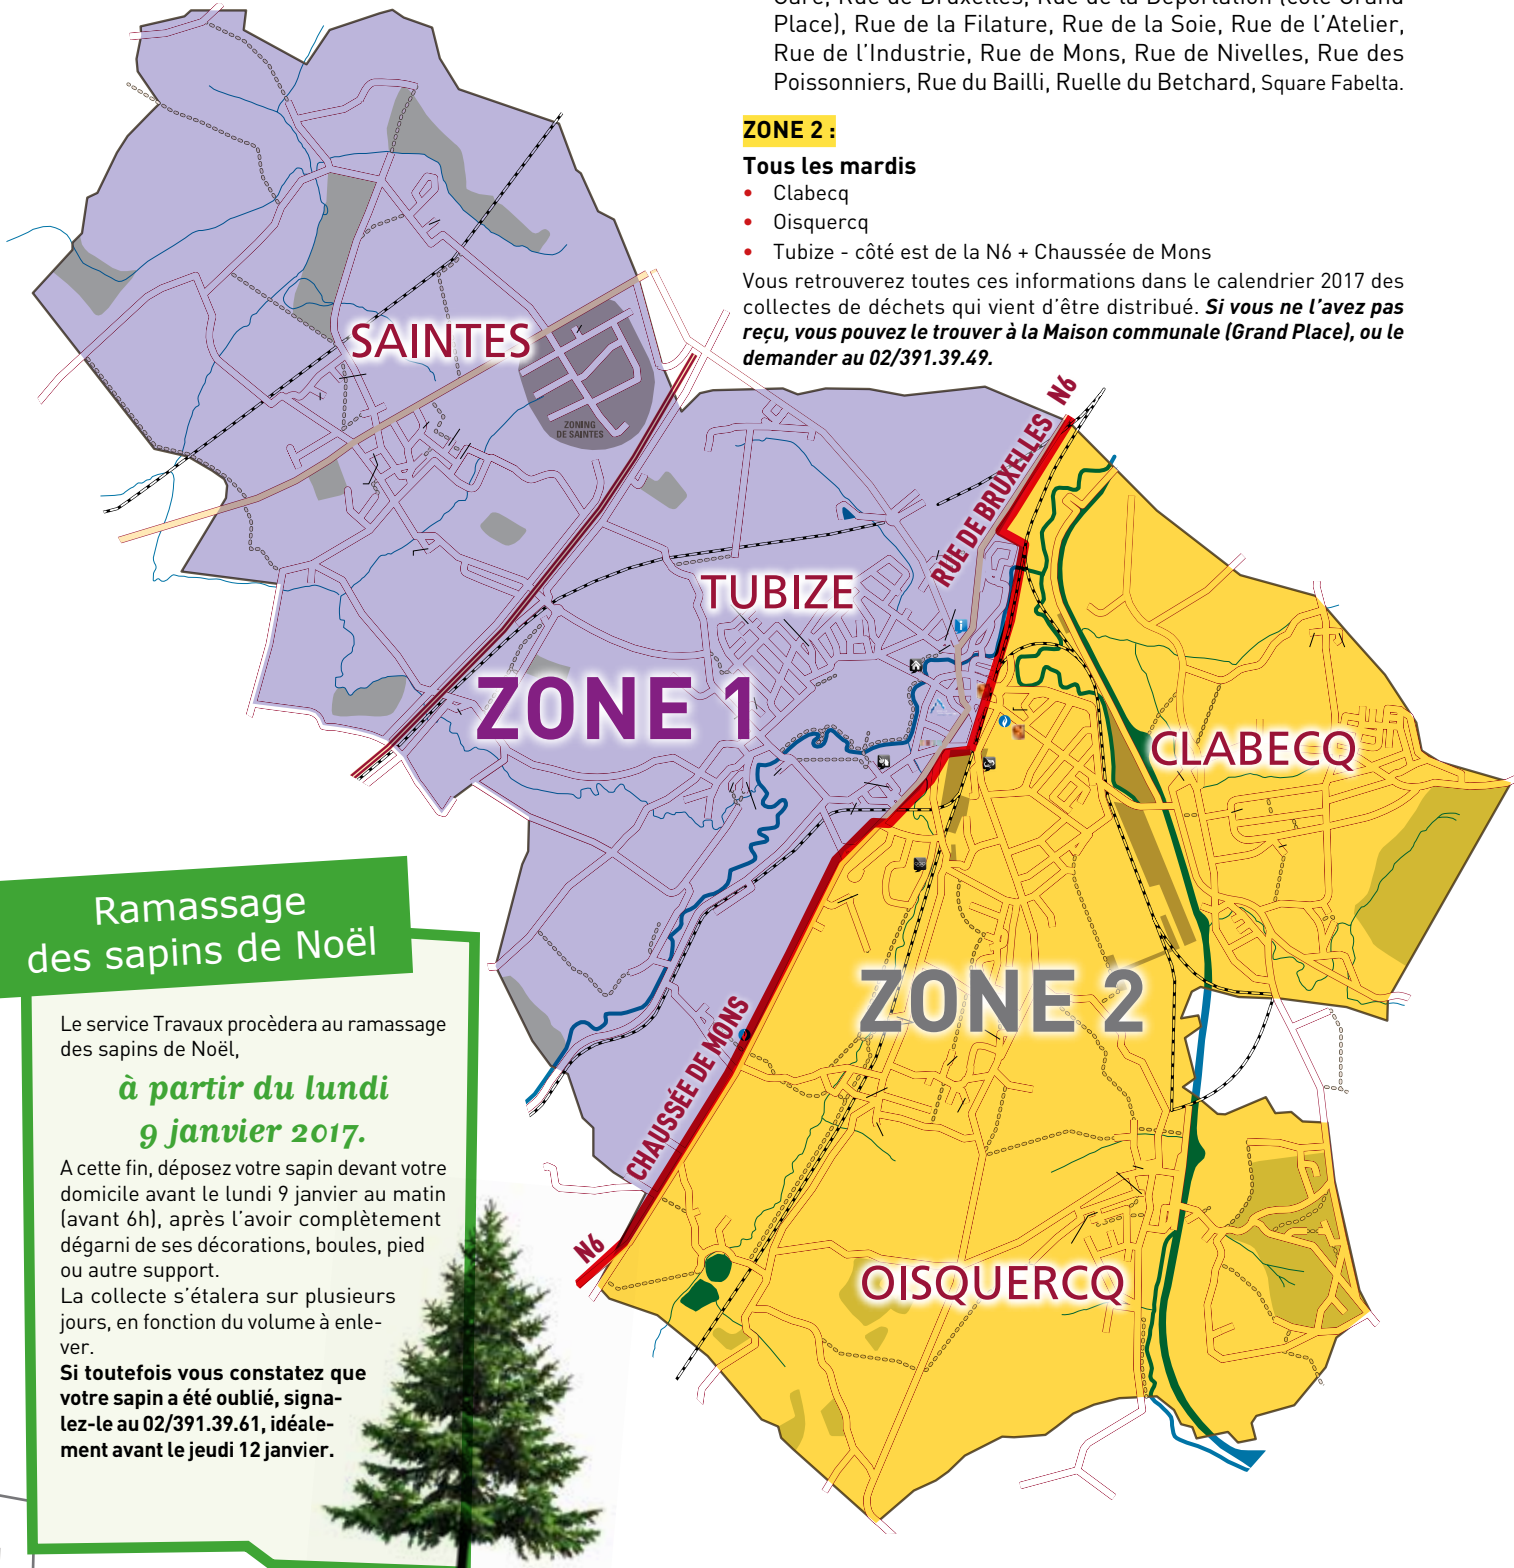 Gare, Rue de Bruxelles, Rue de la Déportation (côté Grand
Place), Rue de la Filature, Rue de la Soie, Rue de l’Atelier,
Rue de l’Industrie, Rue de Mons, Rue de Nivelles, Rue des
Poissonniers, Rue du Bailli, Ruelle du Betchard, Square Fabelta.
ZONE 2 :
Tous les mardis
• Clabecq
• Oisquercq
• Tubize - côté est de la N6 + Chaussée de Mons
Vous retrouverez toutes ces informations dans le calendrier 2017 des
collectes de déchets qui vient d’être distribué. Si vous ne l’avez pas
reçu, vous pouvez le trouver à la Maison communale (Grand Place), ou le
demander au 02/391.39.49.
SAINTES
ZONING
DE SAINTES
N6
RUE DE BRUXELLES
TUBIZE
ZONE 1
CLABECQ
ZONE 2
CHAUSSÉE DE MONS
N6
OISQUERCQ
Ramassage
des sapins de Noël
Le service Travaux procèdera au ramassage
des sapins de Noël,
à partir du lundi
9 janvier 2017.
A cette fin, déposez votre sapin devant votre
domicile avant le lundi 9 janvier au matin
(avant 6h), après l’avoir complètement
dégarni de ses décorations, boules, pied
ou autre support.
La collecte s’étalera sur plusieurs
jours, en fonction du volume à enle-
ver.
Si toutefois vous constatez que
votre sapin a été oublié, signa-
lez-le au 02/391.39.61, idéale-
ment avant le jeudi 12 janvier.